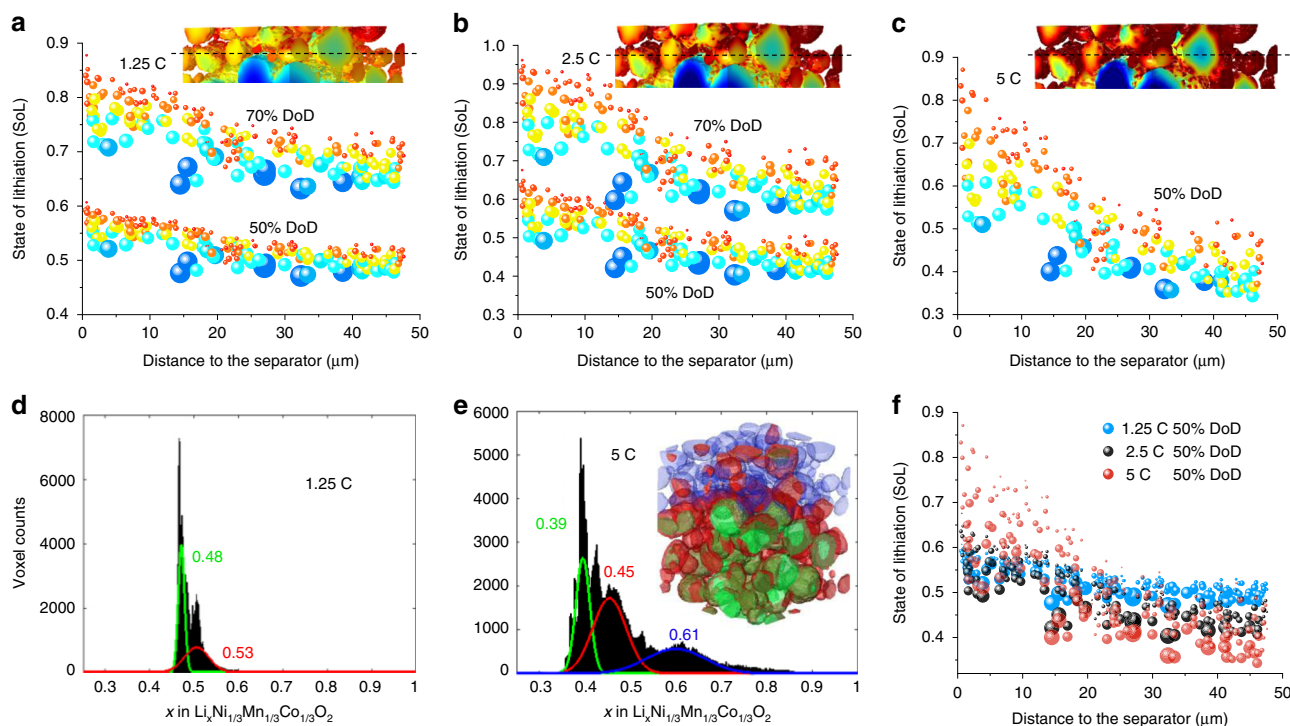 a
1.25 C
70% DoD
50% DoD
State of lithiation (SoL)
0.9
0.8
0.7
0.6
0.5
0.4
0 10 20 30 40 50
Distance to the separator (μm)
b
2.5 C
70% DoD
50% DoD
State of lithiation (SoL)
1.0
0.9
0.8
0.7
0.6
0.5
0.4
0.3
0 10 20 30 40 50
Distance to the separator (μm)
c
5 C
50% DoD
State of lithiation (SoL)
0.9
0.8
0.7
0.6
0.5
0.4
0.3
0 10 20 30 40 50
Distance to the separator (μm)
d
1.25 C
0.48
0.53
Voxel counts
8000
6000
4000
2000
0
0.3 0.4 0.5 0.6 0.7 0.8 0.9 1
x in LiₓNi₁/₃Mn₁/₃Co₁/₃O₂
e
5 C
0.39
0.45
0.61
6000
5000
4000
3000
2000
1000
0
0.3 0.4 0.5 0.6 0.7 0.8 0.9 1
x in LiₓNi₁/₃Mn₁/₃Co₁/₃O₂
f
1.25 C 50% DoD
2.5 C 50% DoD
5 C 50% DoD
State of lithiation (SoL)
0.9
0.8
0.7
0.6
0.5
0.4
0 10 20 30 40 50
Distance to the separator (μm)